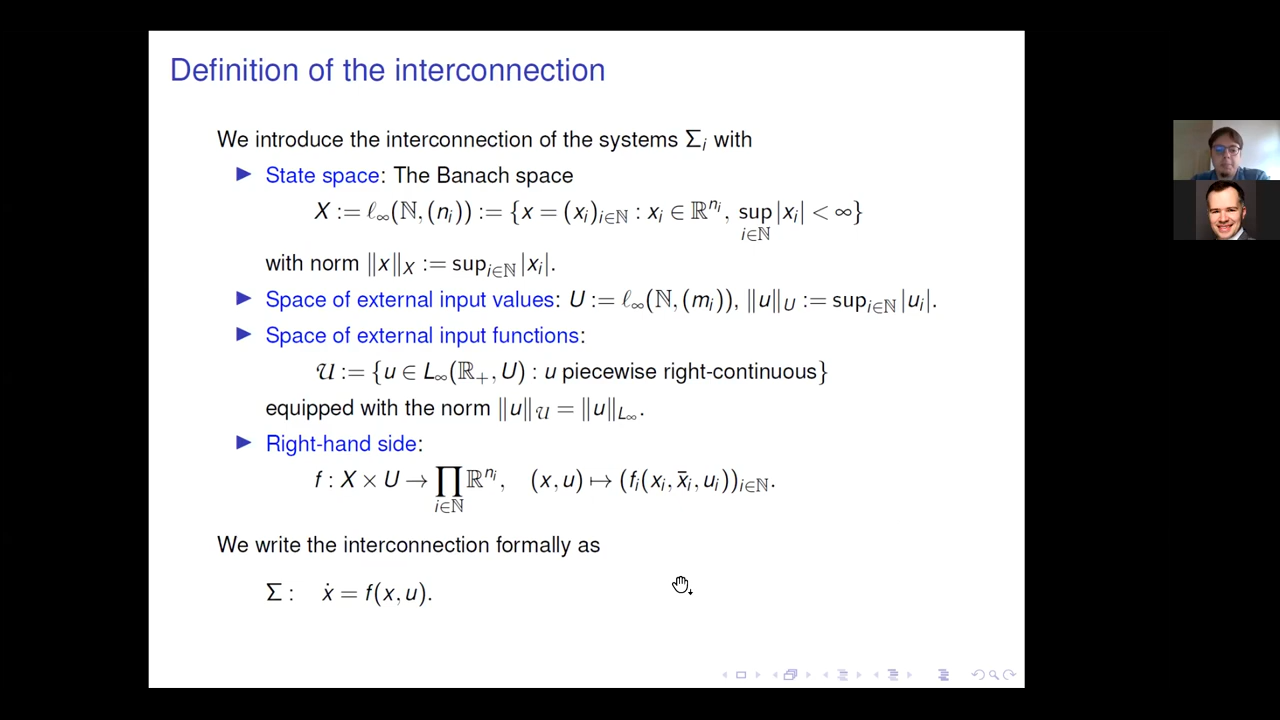 Definition of the interconnection
We introduce the interconnection of the systems Σ_i with
▶ State space: The Banach space
X := ℓ_∞(ℕ, (n_i)) := {x = (x_i)_{i∈ℕ} : x_i ∈ ℝ^{n_i}, sup_{i∈ℕ} |x_i| < ∞}
with norm ‖x‖_X := sup_{i∈ℕ} |x_i|.
▶ Space of external input values: U := ℓ_∞(ℕ, (m_i)), ‖u‖_U := sup_{i∈ℕ} |u_i|.
▶ Space of external input functions:
𝒰 := {u ∈ L_∞(ℝ_+, U) : u piecewise right-continuous}
equipped with the norm ‖u‖_𝒰 = ‖u‖_{L_∞}.
▶ Right-hand side:
f : X × U → ∏_{i∈ℕ} ℝ^{n_i}, (x, u) ↦ (f_i(x_i, x̄_i, u_i))_{i∈ℕ}.
We write the interconnection formally as
Σ : ẋ = f(x, u).